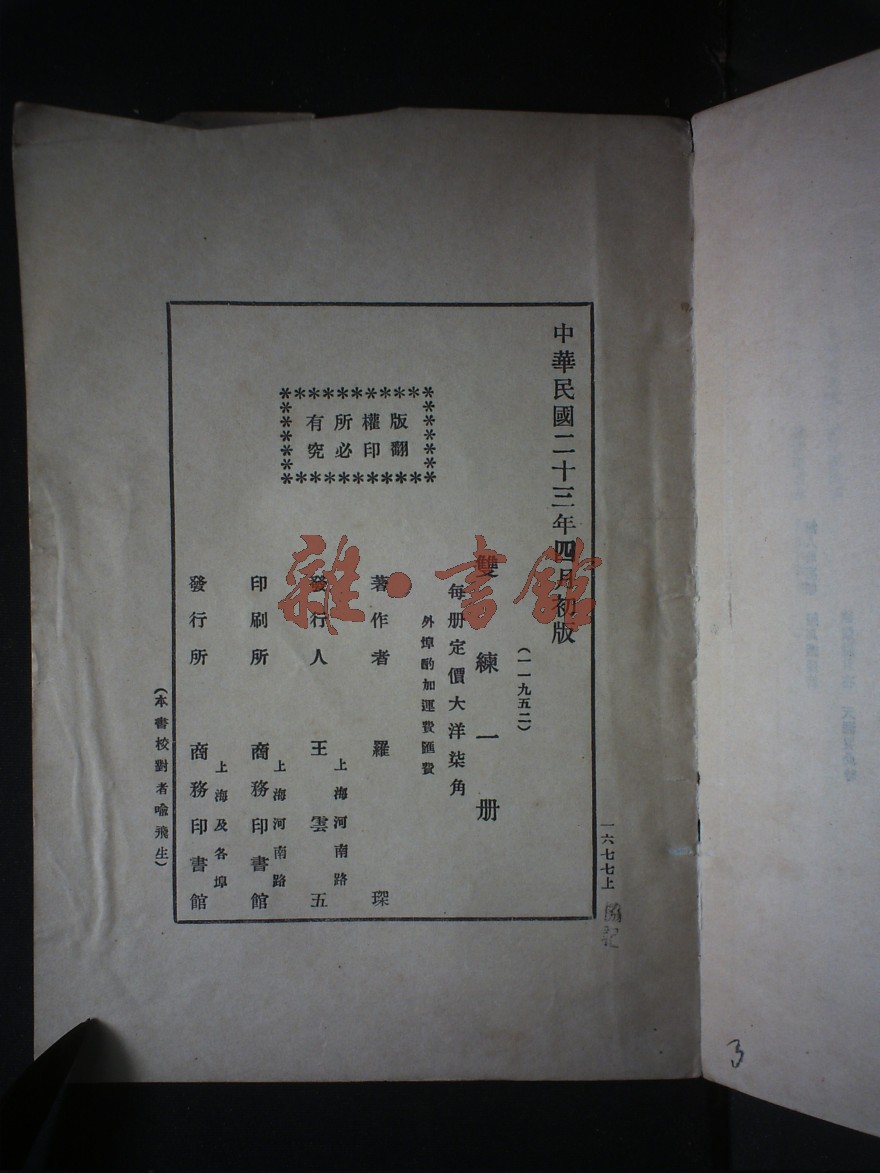 中華民國二十三年四月初版
(一一九五二)
雙練一册
每册定價大洋柒角
外埠酌加運費匯費
版權所有
翻印必究
著作者 羅琛
上海河南路
發行人 王雲五
上海河南路
印刷所 商務印書館
上海及各埠
發行所 商務印書館
(本書校對者喻飛生)
一六七七上
雜·書館
3